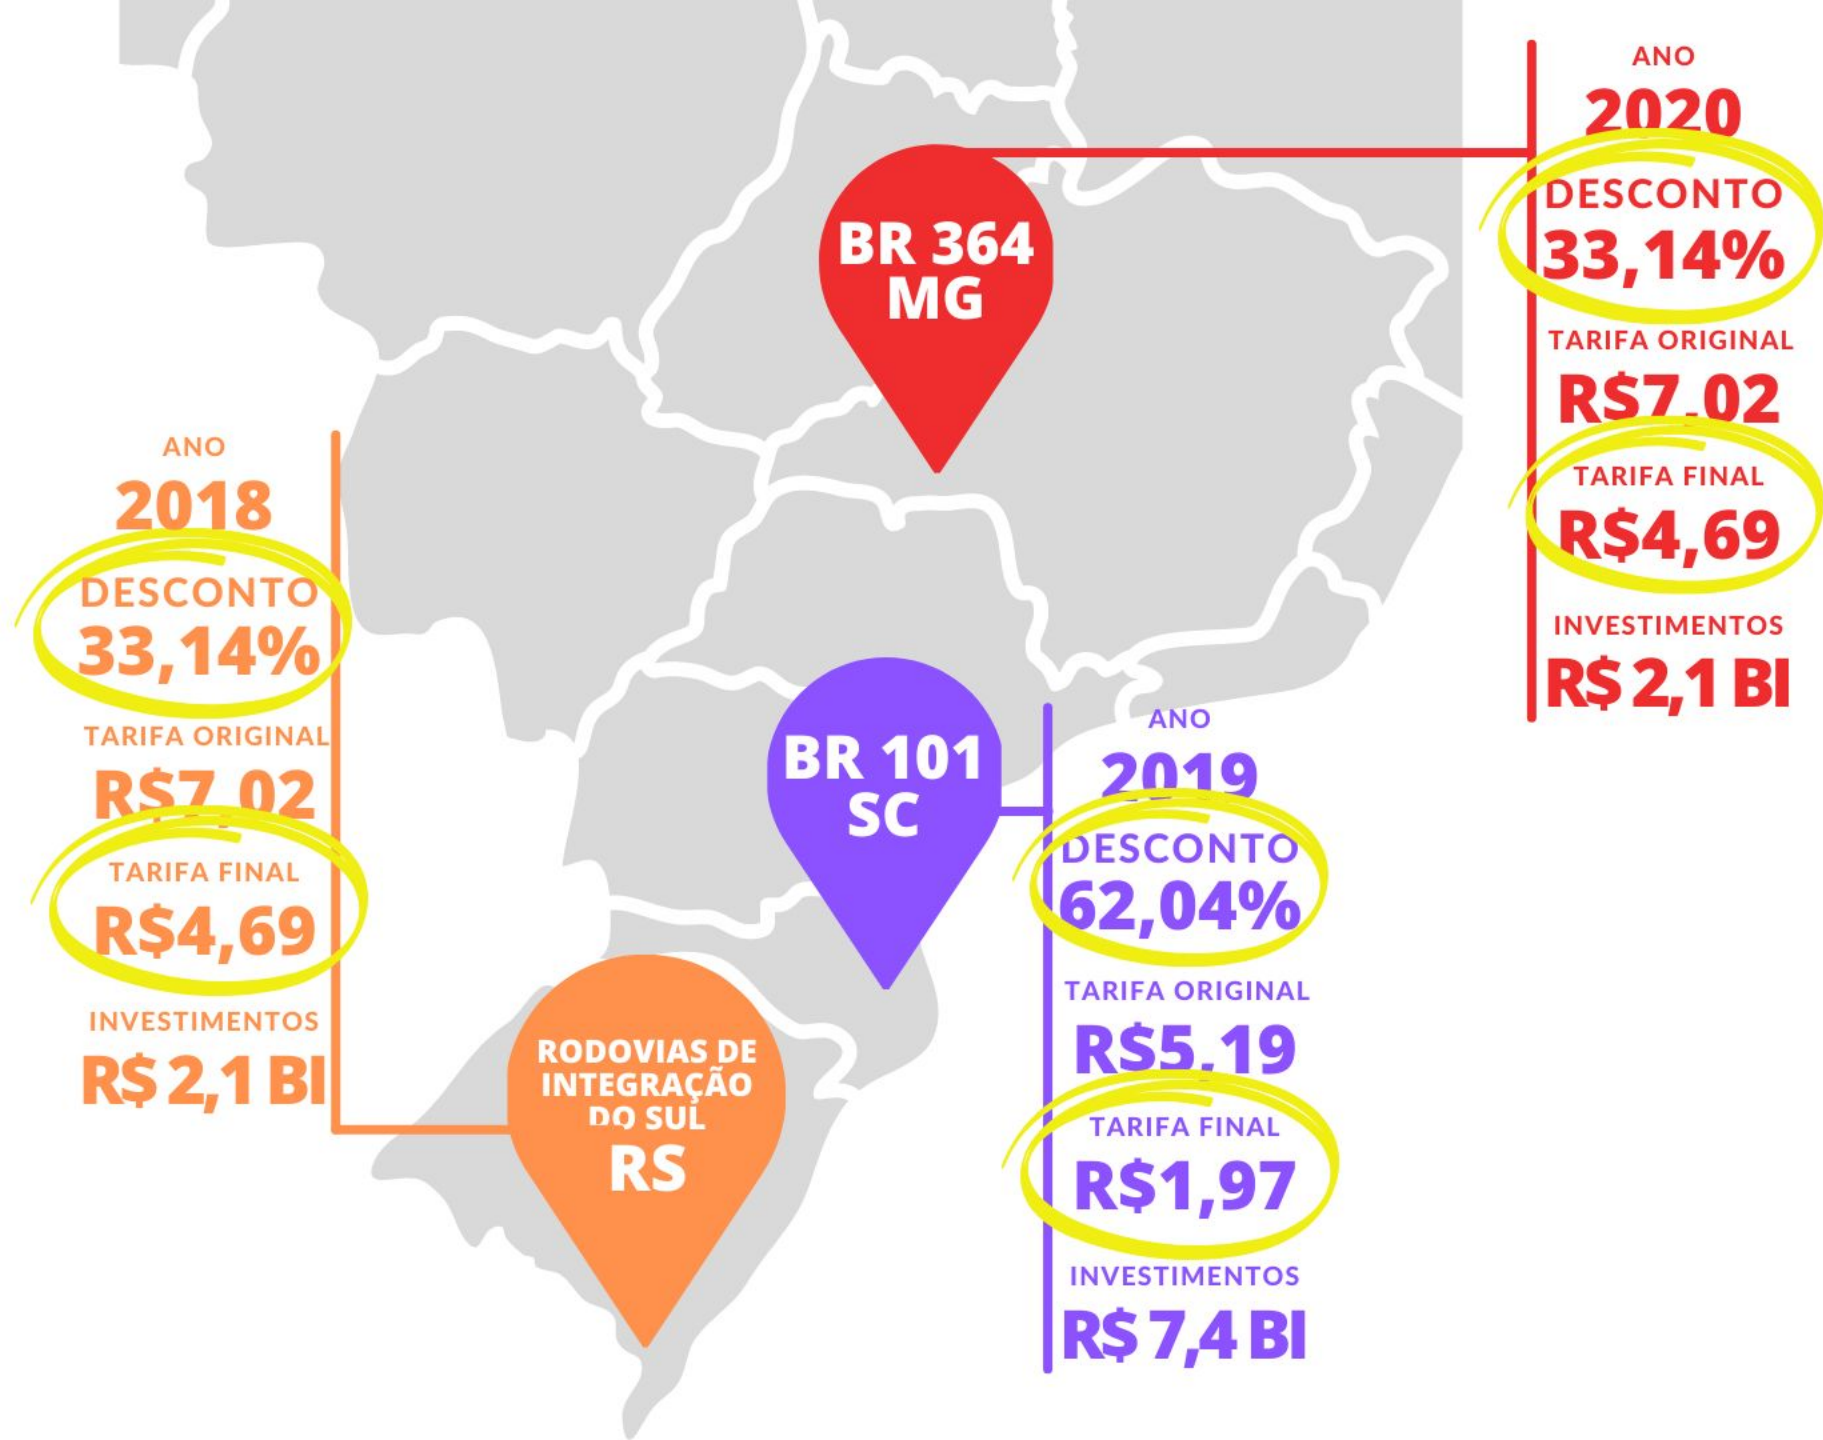 ANO
2020
DESCONTO
33,14%
TARIFA ORIGINAL
R$7,02
TARIFA FINAL
R$4,69
INVESTIMENTOS
R$ 2,1 BI
BR 364
MG
ANO
2018
DESCONTO
33,14%
TARIFA ORIGINAL
R$7,02
TARIFA FINAL
R$4,69
INVESTIMENTOS
R$ 2,1 BI
BR 101
SC
ANO
2019
DESCONTO
62,04%
TARIFA ORIGINAL
R$5,19
TARIFA FINAL
R$1,97
INVESTIMENTOS
R$ 7,4 BI
RODOVIAS DE
INTEGRAÇÃO
DO SUL
RS